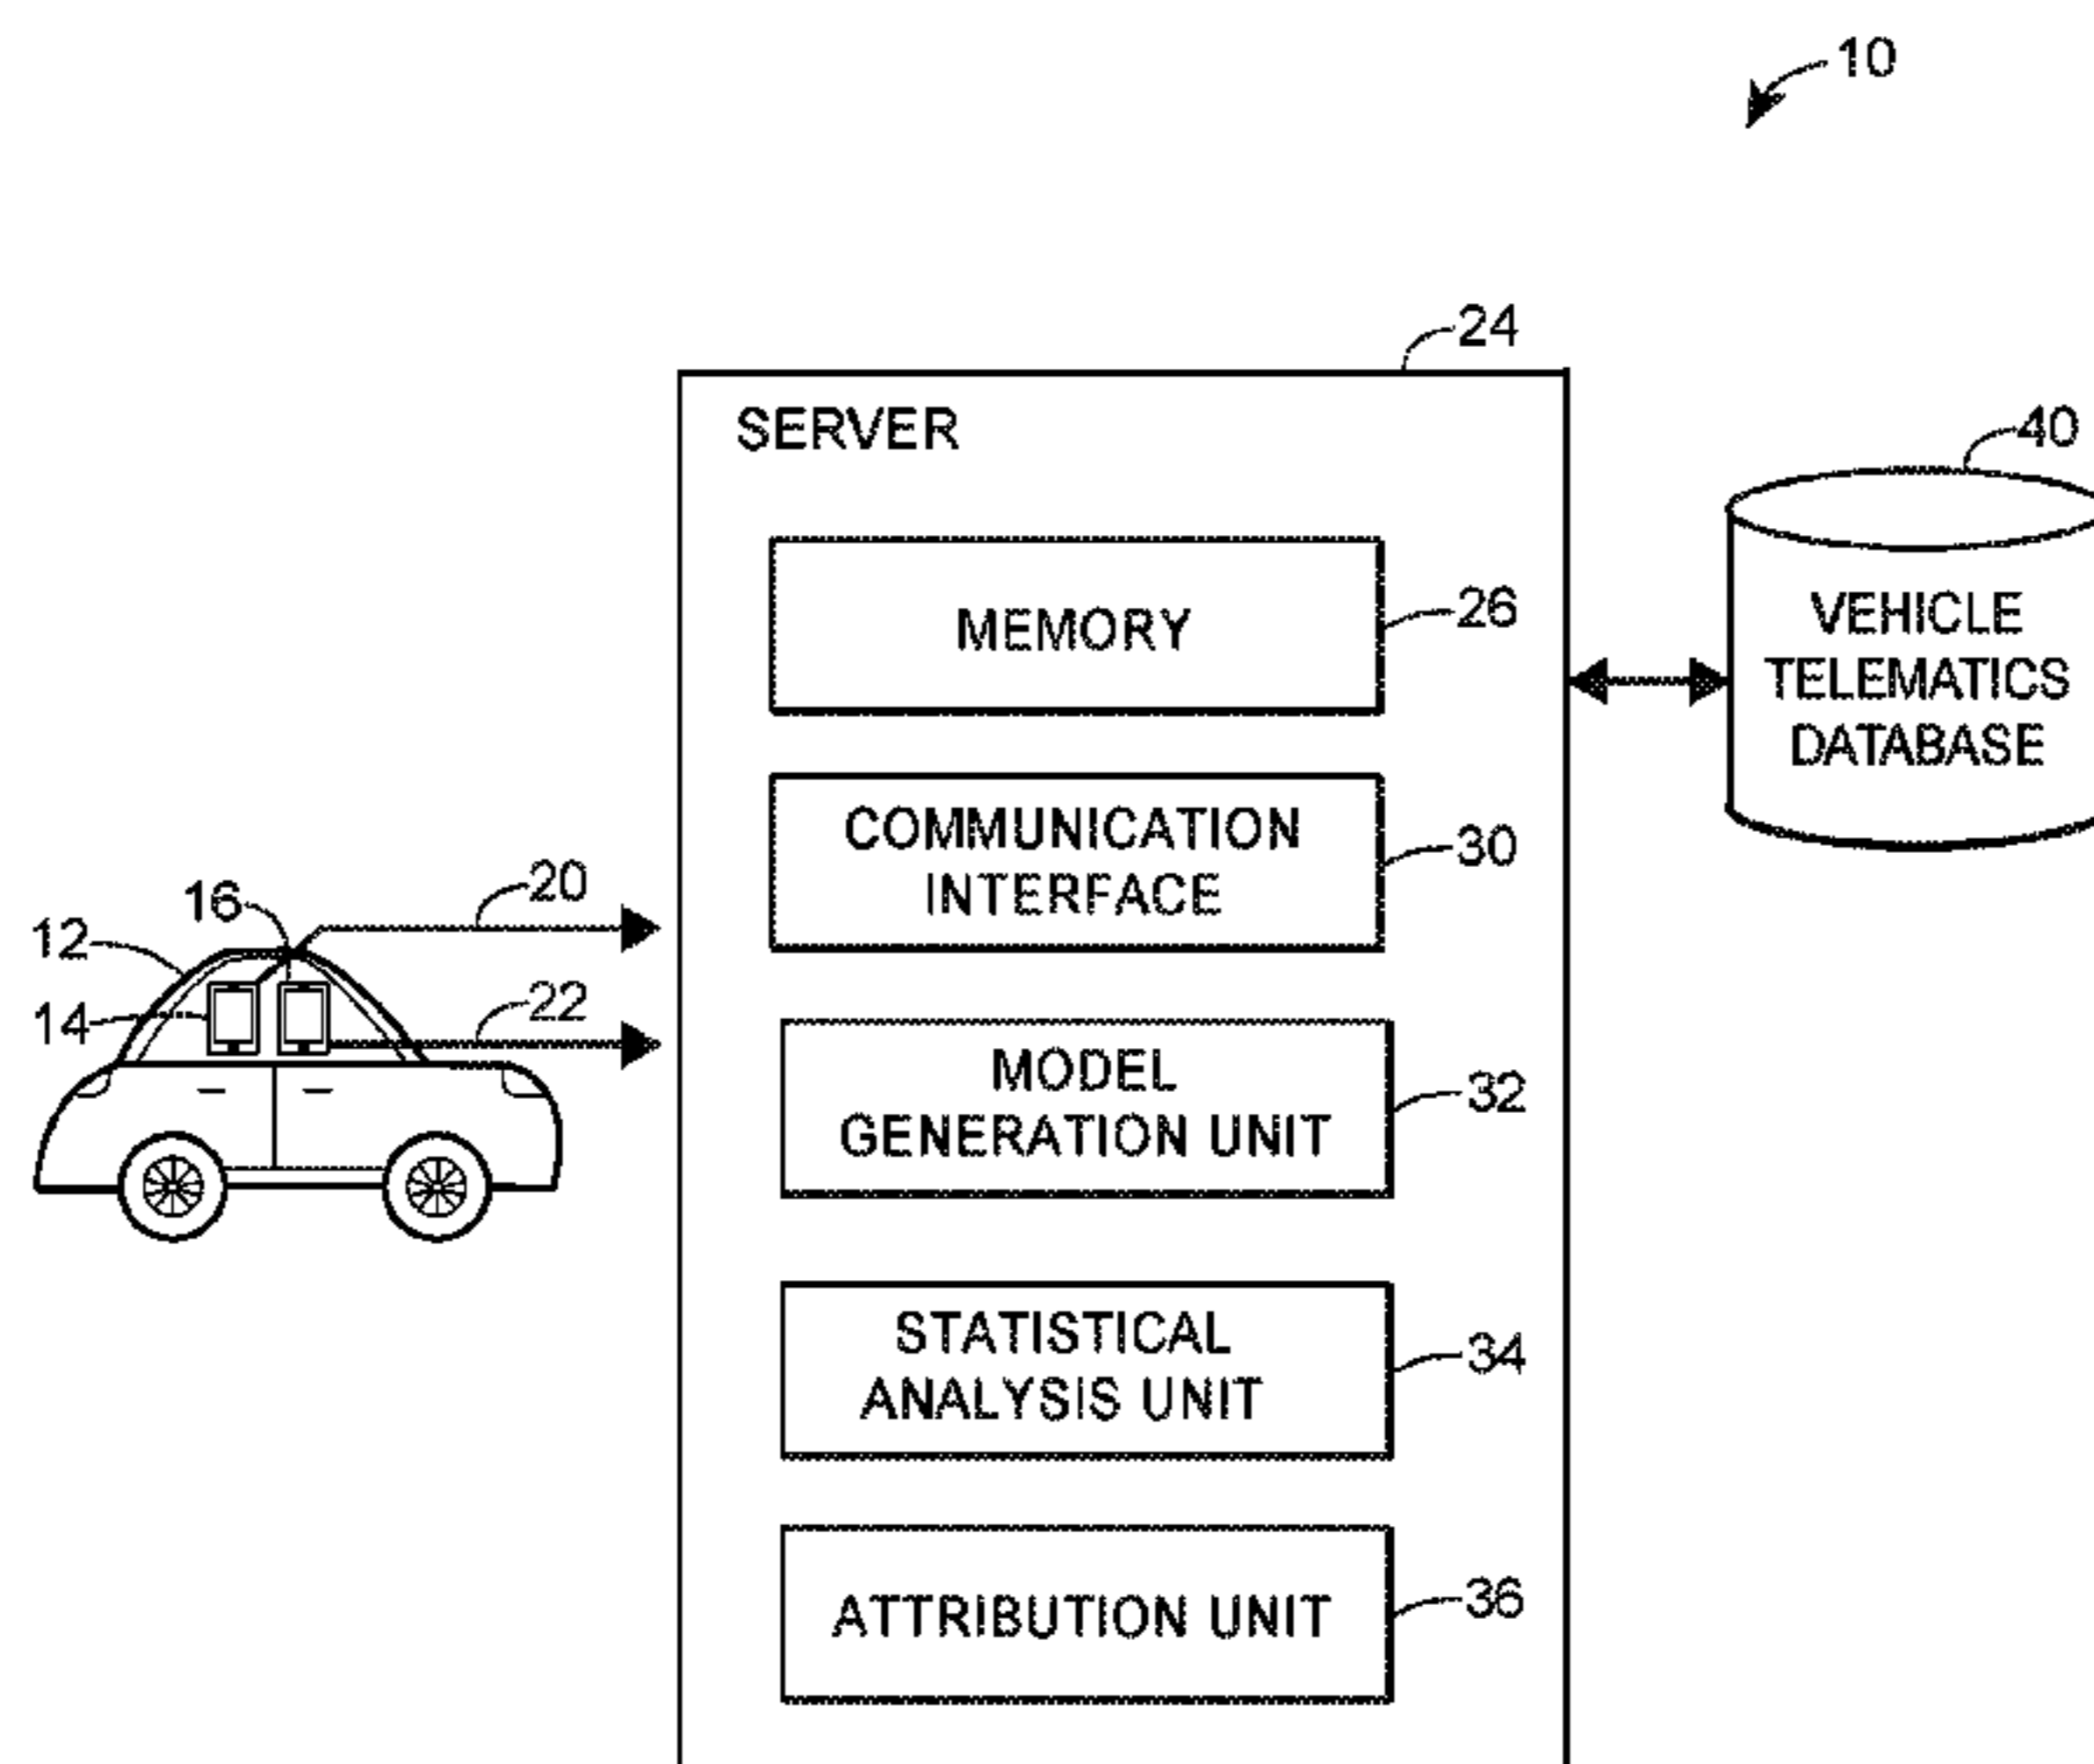 10
24
SERVER
40
MEMORY
26
VEHICLE
TELEMATICS
DATABASE
COMMUNICATION
INTERFACE
30
20
16
12
14
22
MODEL
GENERATION UNIT
32
STATISTICAL
ANALYSIS UNIT
34
ATTRIBUTION UNIT
36